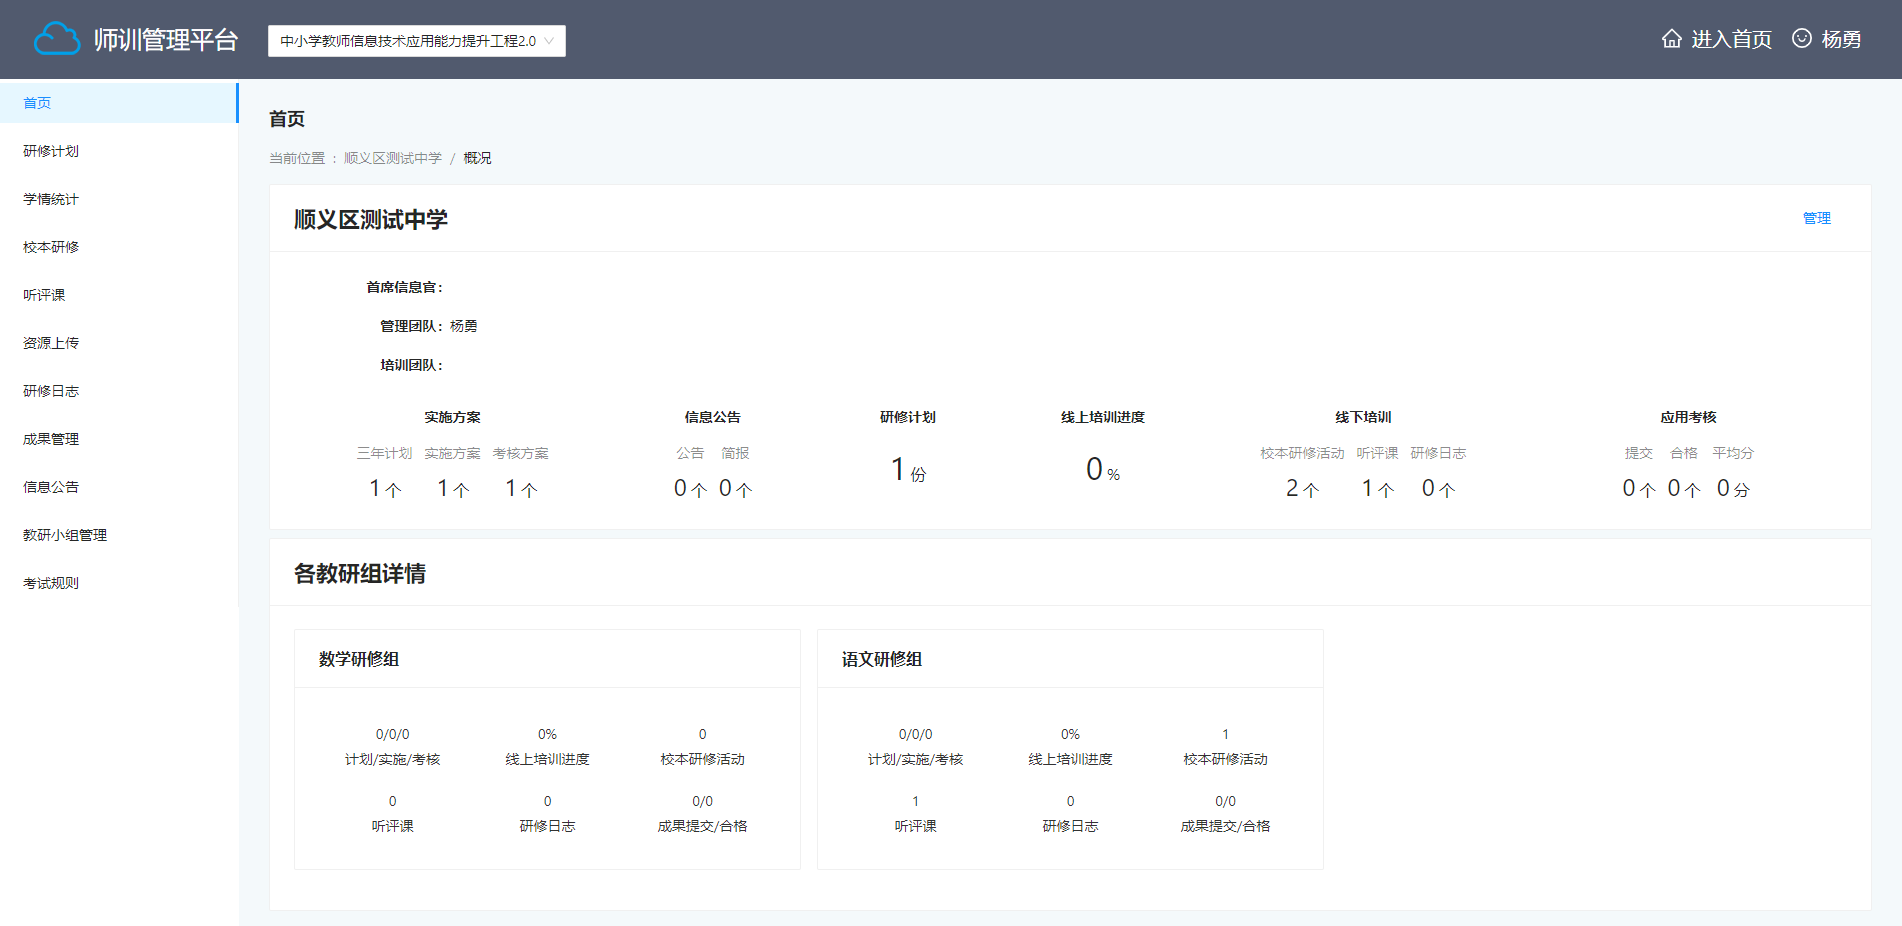 师训管理平台
中小学教师信息技术应用能力提升工程2.0
进入首页
杨勇
首页
研修计划
学情统计
校本研修
听评课
资源上传
研修日志
成果管理
信息公告
教研小组管理
考试规则
首页
当前位置 : 顺义区测试中学 / 概况
顺义区测试中学
管理
首席信息官:
管理团队: 杨勇
培训团队:
实施方案 信息公告 研修计划 线上培训进度 线下培训 应用考核
三年计划 实施方案 考核方案 公告 简报 校本研修活动 听评课 研修日志 提交 合格 平均分
1个 1个 1个 0个 0个 1份 0% 2个 1个 0个 0个 0个 0分
各教研组详情
数学研修组
0/0/0 0% 0
计划/实施/考核 线上培训进度 校本研修活动
0 0 0/0
听评课 研修日志 成果提交/合格
语文研修组
0/0/0 0% 1
计划/实施/考核 线上培训进度 校本研修活动
1 0 0/0
听评课 研修日志 成果提交/合格